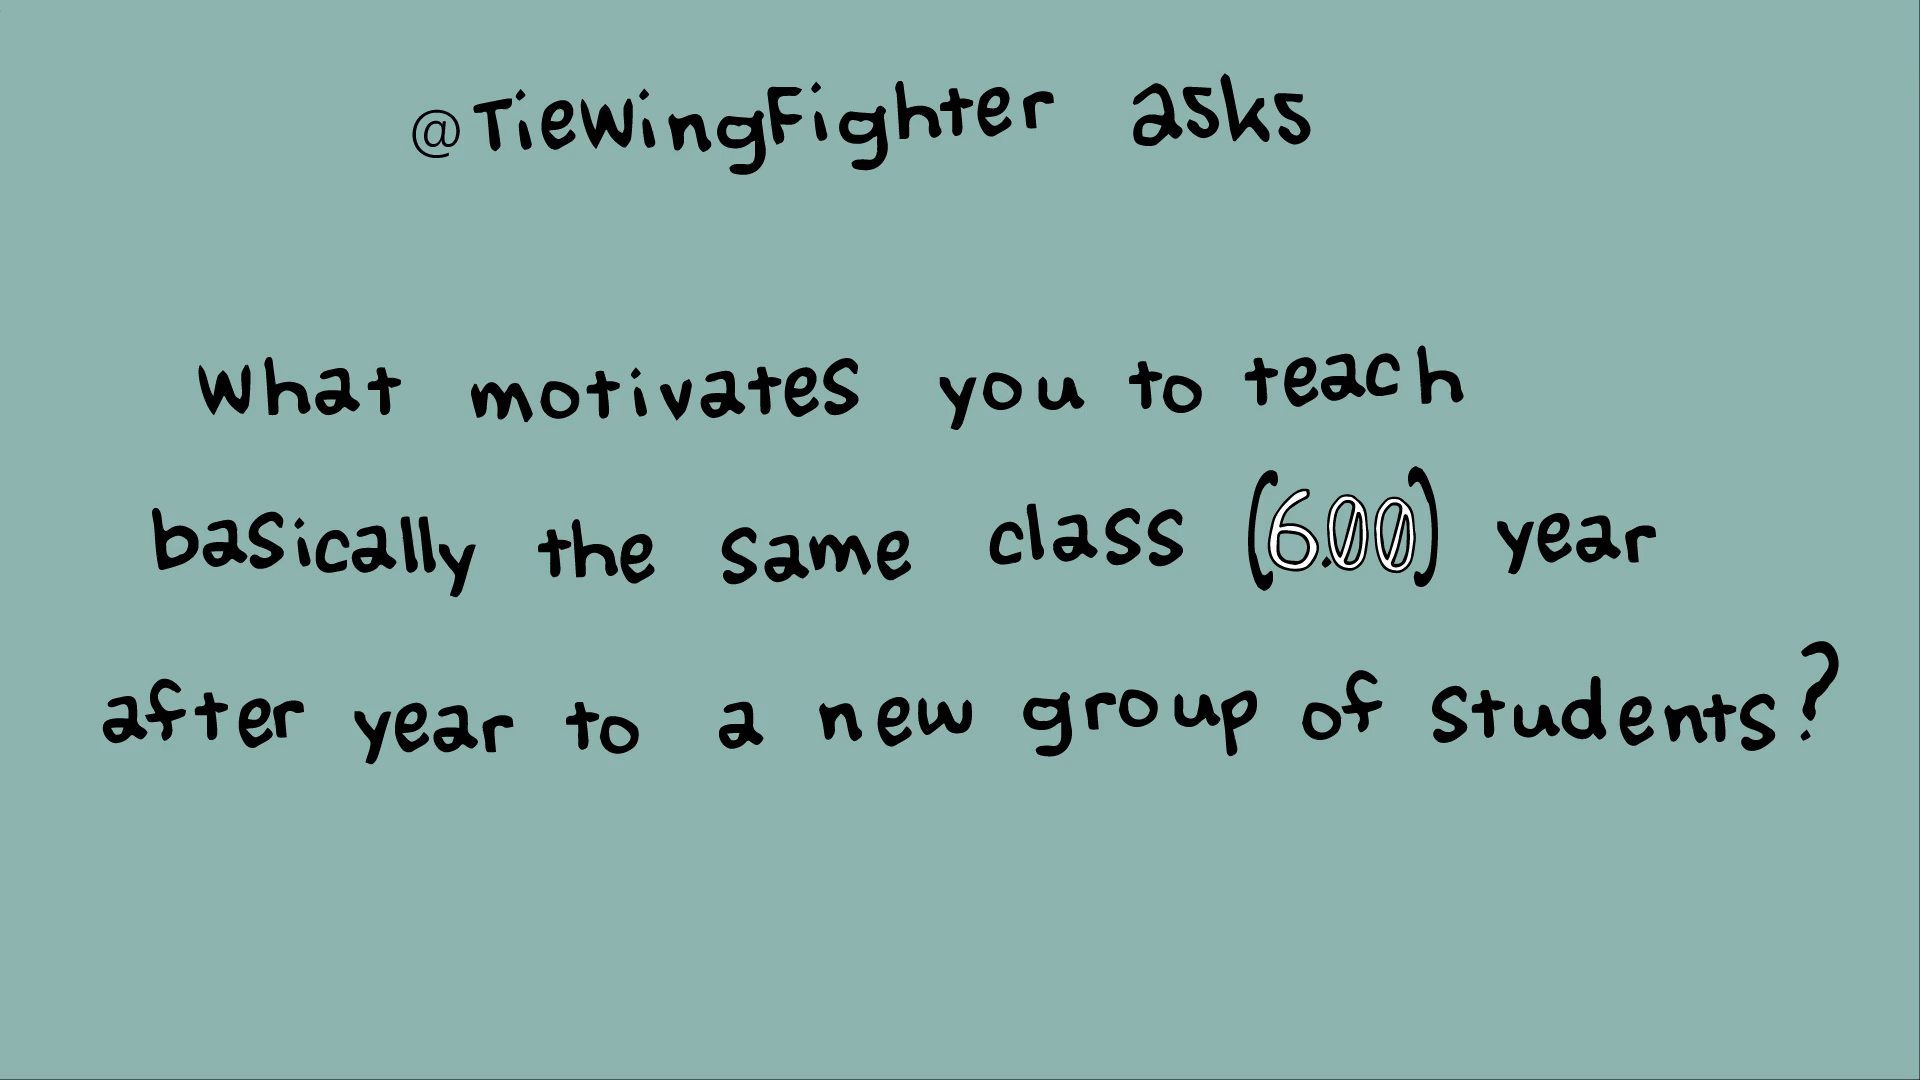 @TieWingFighter asks
What motivates you to teach
basically the same class (6.00) year
after year to a new group of students?